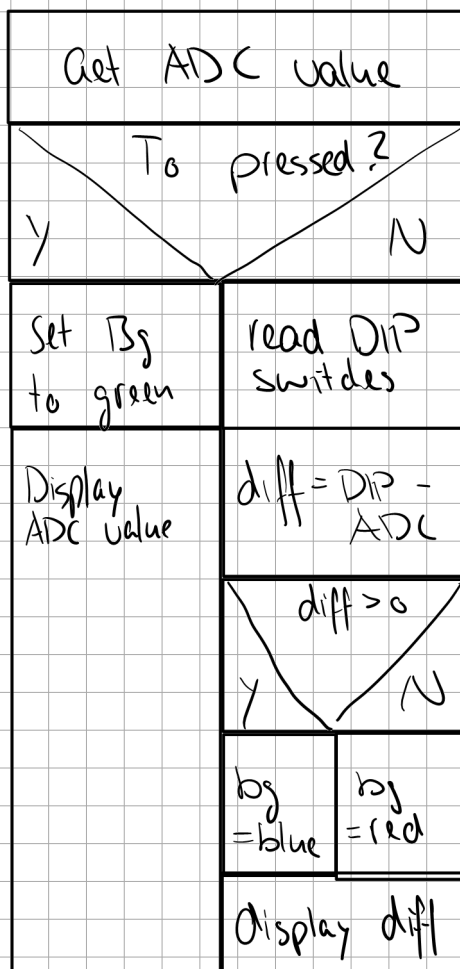 Get ADC value
To pressed?
Y
N
Set Bg
to green
read DIP
switches
Display
ADC value
diff = DIP -
ADC
diff > 0
Y
N
bg
=blue
bg
=red
display diff